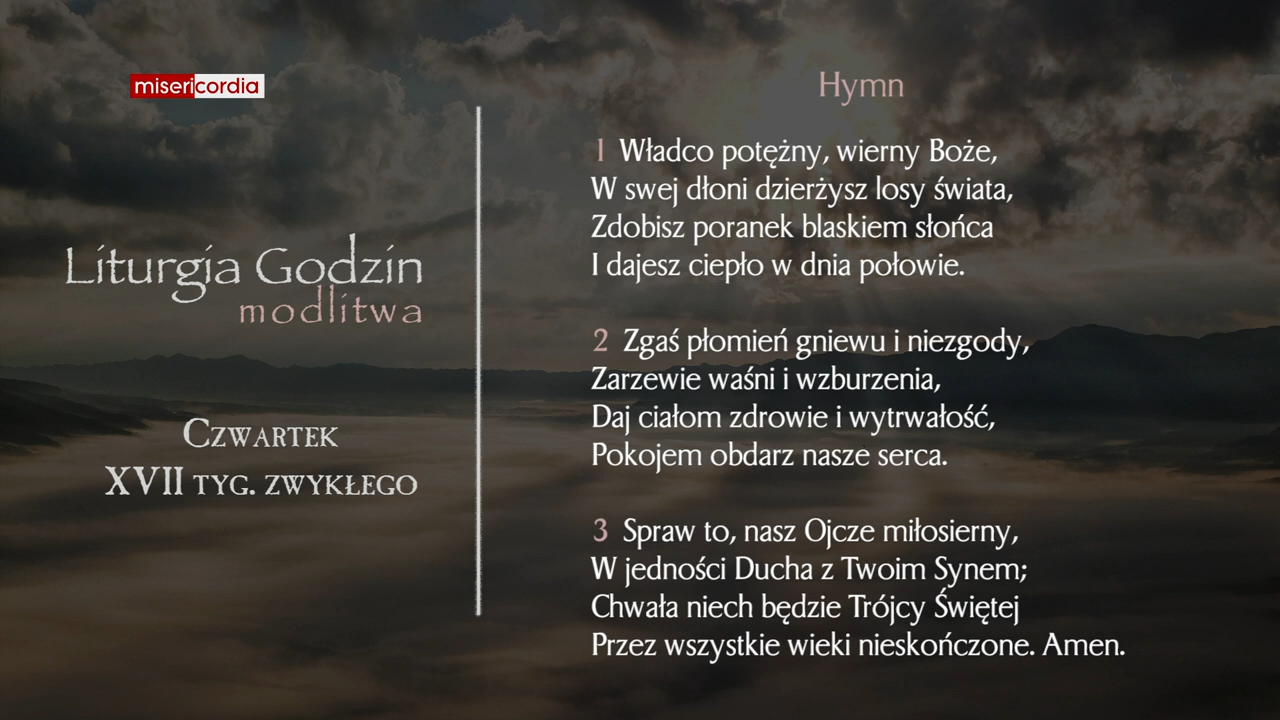 misericordia
Liturgia Godzin
modlitwa
Czwartek
XVII tyg. zwykłego
Hymn
1 Władco potężny, wierny Boże,
W swej dłoni dzierżysz losy świata,
Zdobisz poranek blaskiem słońca
I dajesz ciepło w dnia połowie.
2 Zgaś płomień gniewu i niezgody,
Zarzewie waśni i wzburzenia,
Daj ciałom zdrowie i wytrwałość,
Pokojem obdarz nasze serca.
3 Spraw to, nasz Ojcze miłosierny,
W jedności Ducha z Twoim Synem;
Chwała niech będzie Trójcy Świętej
Przez wszystkie wieki nieskończone. Amen.